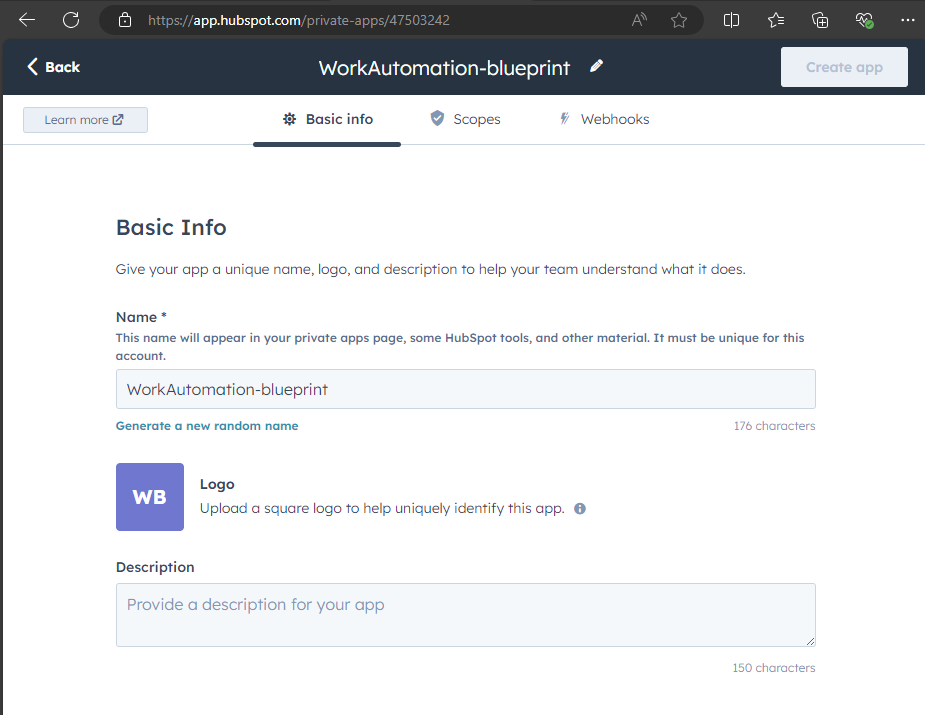 https://app.hubspot.com/private-apps/47503242
Back
WorkAutomation-blueprint
Create app
Learn more
Basic info
Scopes
Webhooks
Basic Info
Give your app a unique name, logo, and description to help your team understand what it does.
Name *
This name will appear in your private apps page, some HubSpot tools, and other material. It must be unique for this
account.
WorkAutomation-blueprint
Generate a new random name
176 characters
WB
Logo
Upload a square logo to help uniquely identify this app.
Description
Provide a description for your app
150 characters